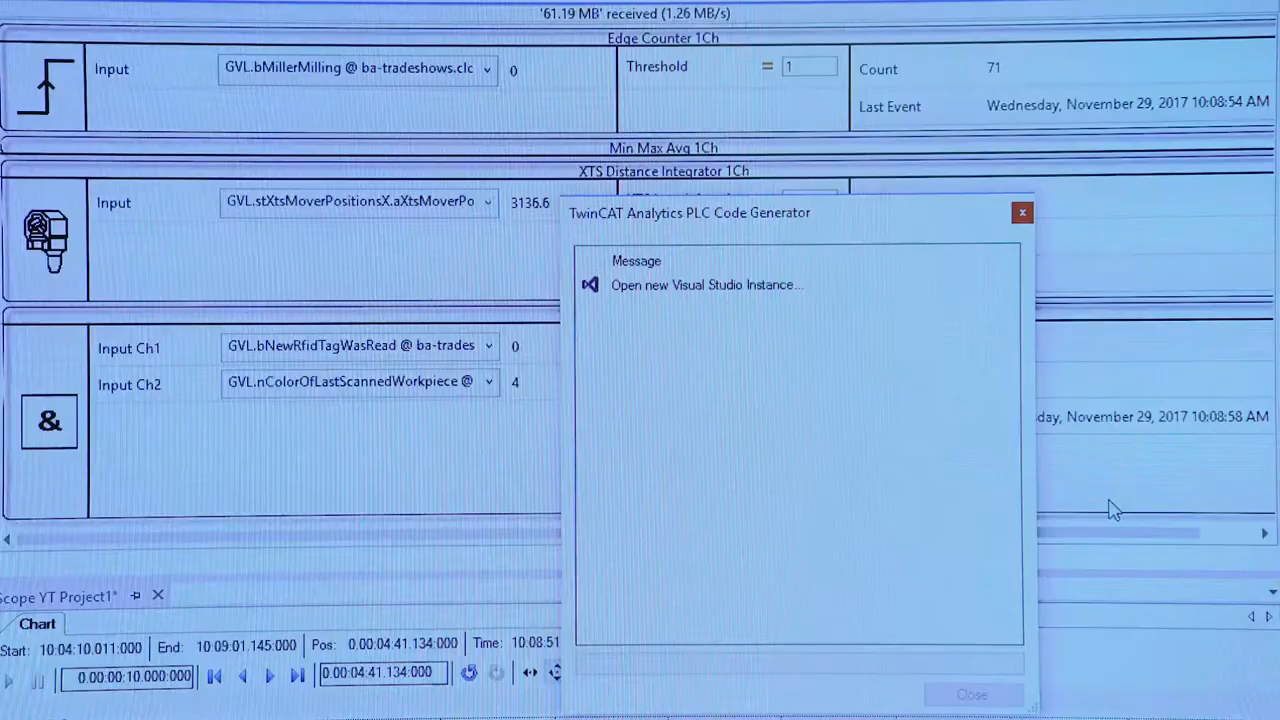 '61.19 MB' received (1.26 MB/s)
Edge Counter 1Ch
Input GVL.bMillerMilling @ ba-tradeshows.clc 0 Threshold = 1 Count 71
Last Event Wednesday, November 29, 2017 10:08:54 AM
Min Max Avg 1Ch
XTS Distance Integrator 1Ch
Input GVL.stXtsMoverPositionsX.aXtsMoverPo 3136.6
TwinCAT Analytics PLC Code Generator x
Message
Open new Visual Studio Instance...
Input Ch1 GVL.bNewRfidTagWasRead @ ba-trades 0
Input Ch2 GVL.nColorOfLastScannedWorkpiece @ 4
&
day, November 29, 2017 10:08:58 AM
Scope YT Project1*
Chart
Start: 10:04:10.011:000 End: 10:09:01.145:000 Pos: 0.00:04:41.134:000 Time: 10:08:51
0.00:00:10.000:000 0.00:04:41.134:000
Close